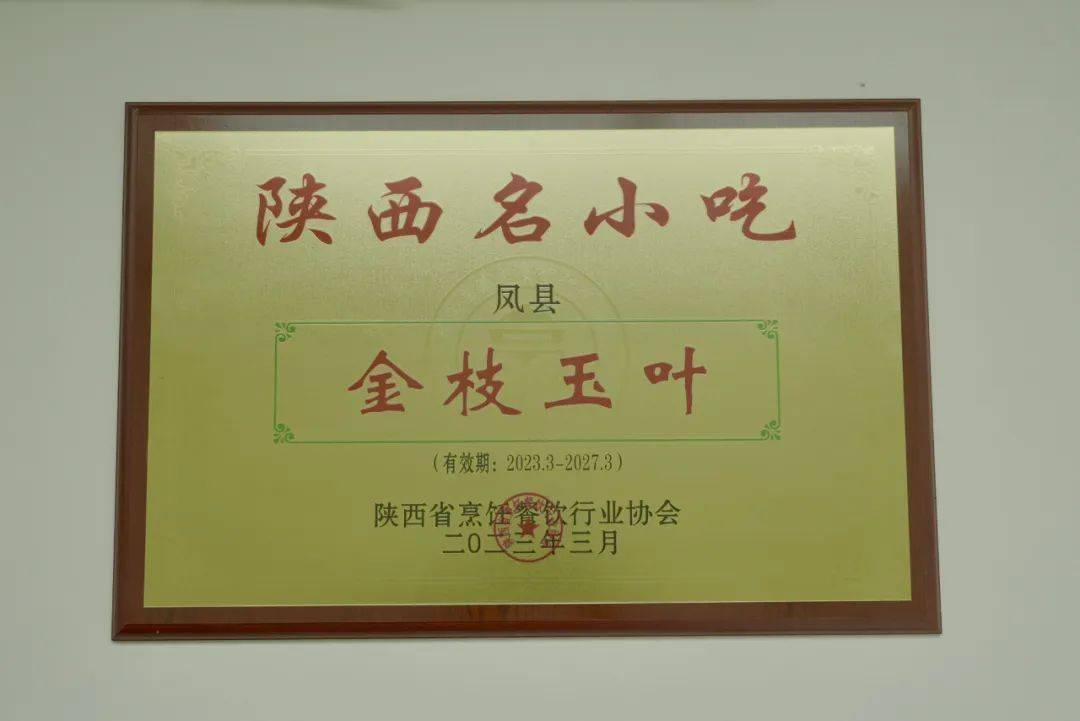 陕西名小吃
凤县
金枝玉叶
（有效期：2023.3-2027.3）
陕西省烹饪餐饮行业协会
二〇二三年三月